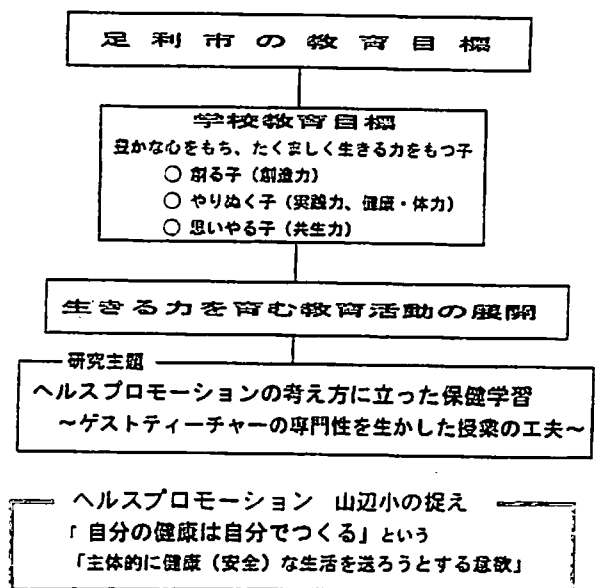 足利市の教育目標
学校教育目標
豊かな心をもち、たくましく生きる力をもつ子
○ 創る子（創造力）
○ やりぬく子（実践力、健康・体力）
○ 思いやる子（共生力）
生きる力を育む教育活動の展開
研究主題
ヘルスプロモーションの考え方に立った保健学習
～ゲストティーチャーの専門性を生かした授業の工夫～
ヘルスプロモーション　山辺小の捉え
「自分の健康は自分でつくる」という
「主体的に健康（安全）な生活を送ろうとする意欲」